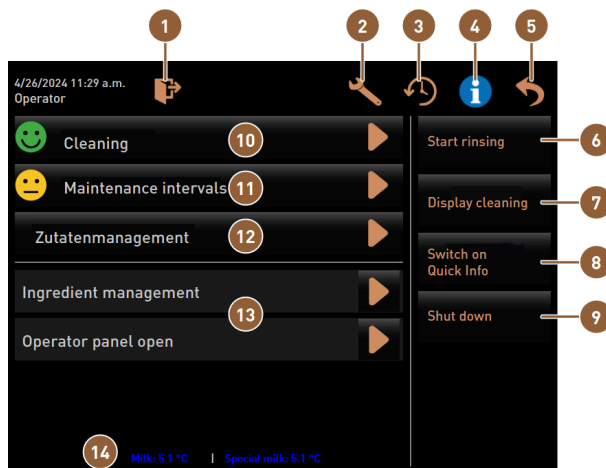 1
2
3
4
5
4/26/2024 11:29 a.m.
Operator
i
Cleaning
10
Start rinsing
6
Maintenance intervals
11
Display cleaning
7
Zutatenmanagement
12
Switch on
Quick Info
8
Ingredient management
13
Shut down
9
Operator panel open
14
Milk: 5.1 °C | Special milk: 5.1 °C